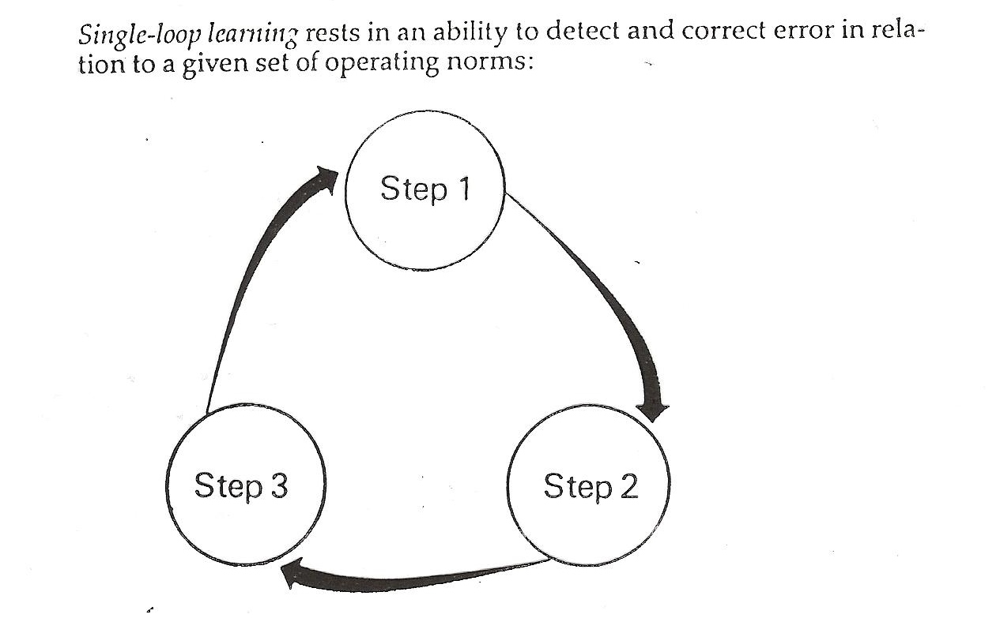 Single-loop learning rests in an ability to detect and correct error in rela-
tion to a given set of operating norms:
Step 1
Step 3
Step 2